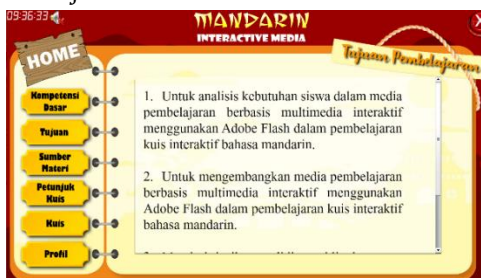 09:36:33
MANDARIN
INTERACTIVE MEDIA
X
HOME
Tujuan Pembelajaran
Kompetensi
Dasar
Tujuan
Sumber
Materi
Petunjuk
Kuis
Kuis
Profil
1. Untuk analisis kebutuhan siswa dalam media
pembelajaran berbasis multimedia interaktif
menggunakan Adobe Flash dalam pembelajaran
kuis interaktif bahasa mandarin.
2. Untuk mengembangkan media pembelajaran
berbasis multimedia interaktif menggunakan
Adobe Flash dalam pembelajaran kuis interaktif
bahasa mandarin.